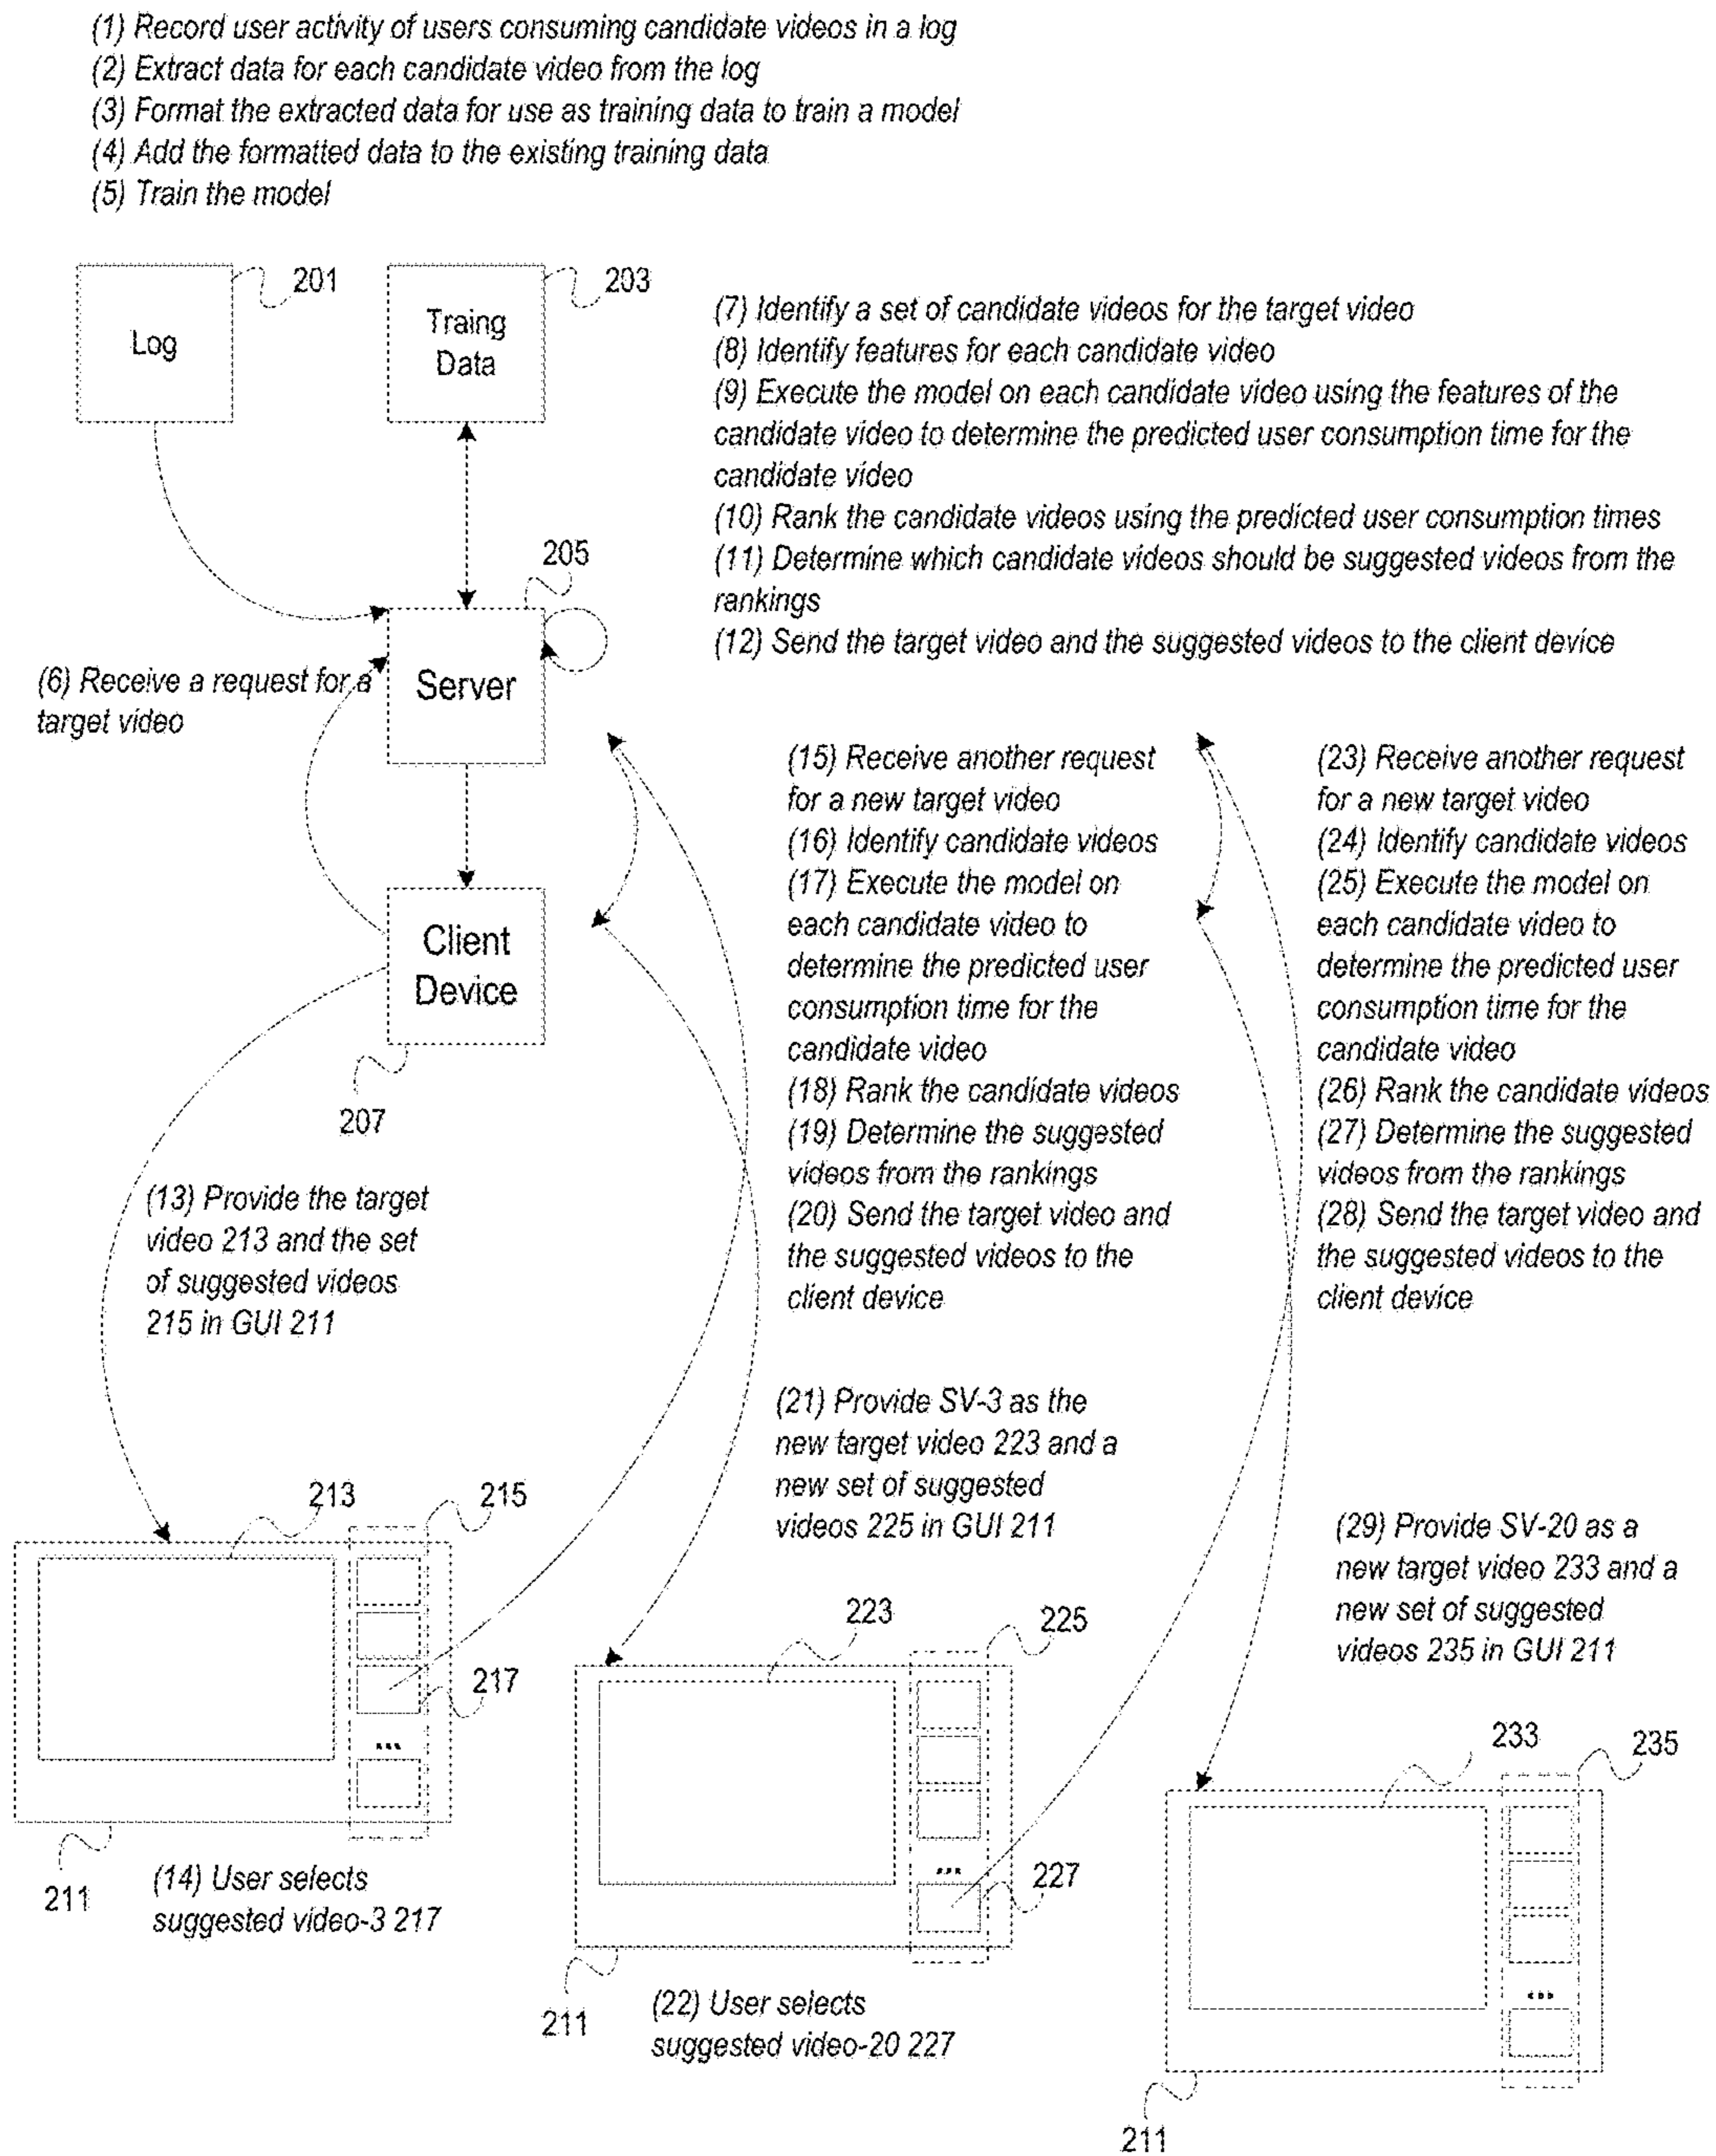 (1) Record user activity of users consuming candidate videos in a log
(2) Extract data for each candidate video from the log
(3) Format the extracted data for use as training data to train a model
(4) Add the formatted data to the existing training data
(5) Train the model
201
203
Log
Traing
Data
(7) Identify a set of candidate videos for the target video
(8) Identify features for each candidate video
(9) Execute the model on each candidate video using the features of the
candidate video to determine the predicted user consumption time for the
candidate video
(10) Rank the candidate videos using the predicted user consumption times
(11) Determine which candidate videos should be suggested videos from the
rankings
(12) Send the target video and the suggested videos to the client device
205
Server
(6) Receive a request for a
target video
Client
Device
207
(15) Receive another request
for a new target video
(16) Identify candidate videos
(17) Execute the model on
each candidate video to
determine the predicted user
consumption time for the
candidate video
(18) Rank the candidate videos
(19) Determine the suggested
videos from the rankings
(20) Send the target video and
the suggested videos to the
client device
(23) Receive another request
for a new target video
(24) Identify candidate videos
(25) Execute the model on
each candidate video to
determine the predicted user
consumption time for the
candidate video
(26) Rank the candidate videos
(27) Determine the suggested
videos from the rankings
(28) Send the target video and
the suggested videos to the
client device
(13) Provide the target
video 213 and the set
of suggested videos
215 in GUI 211
(21) Provide SV-3 as the
new target video 223 and a
new set of suggested
videos 225 in GUI 211
(29) Provide SV-20 as a
new target video 233 and a
new set of suggested
videos 235 in GUI 211
213
215
217
...
211
(14) User selects
suggested video-3 217
223
225
...
227
211
(22) User selects
suggested video-20 227
233
235
...
211